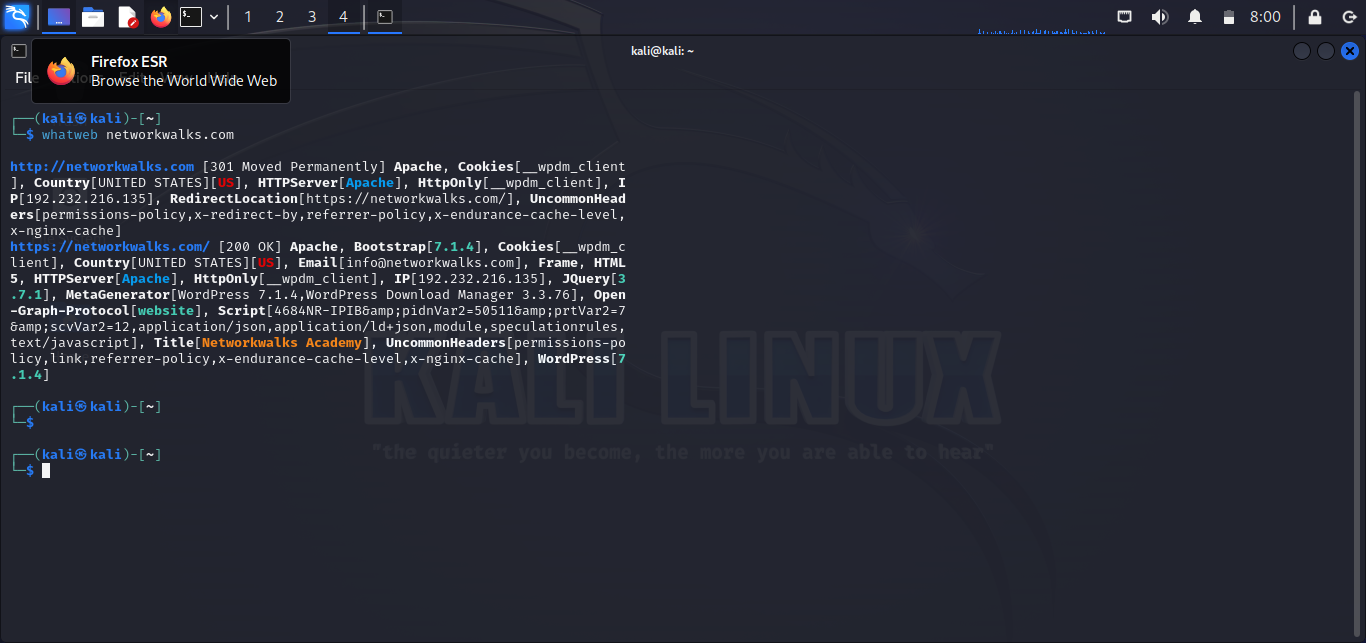 1 2 3 4 8:00
kali@kali: ~
Firefox ESR
Browse the World Wide Web
File
┌──(kali㉿kali)-[~]
└─$ whatweb networkwalks.com
http://networkwalks.com [301 Moved Permanently] Apache, Cookies[__wpdm_client
], Country[UNITED STATES][US], HTTPServer[Apache], HttpOnly[__wpdm_client], I
P[192.232.216.135], RedirectLocation[https://networkwalks.com/], UncommonHead
ers[permissions-policy,x-redirect-by,referrer-policy,x-endurance-cache-level,
x-nginx-cache]
https://networkwalks.com/ [200 OK] Apache, Bootstrap[7.1.4], Cookies[__wpdm_c
lient], Country[UNITED STATES][US], Email[info@networkwalks.com], Frame, HTML
5, HTTPServer[Apache], HttpOnly[__wpdm_client], IP[192.232.216.135], JQuery[3
.7.1], MetaGenerator[WordPress 7.1.4,WordPress Download Manager 3.3.76], Open
-Graph-Protocol[website], Script[4684NR-IPIB&amp;pidnVar2=50511&amp;prtVar2=7
&amp;scvVar2=12,application/json,application/ld+json,module,speculationrules,
text/javascript], Title[Networkwalks Academy], UncommonHeaders[permissions-po
licy,link,referrer-policy,x-endurance-cache-level,x-nginx-cache], WordPress[7
.1.4]
KALI LINUX
┌──(kali㉿kali)-[~]
└─$
"the quieter you become, the more you are able to hear"
┌──(kali㉿kali)-[~]
└─$